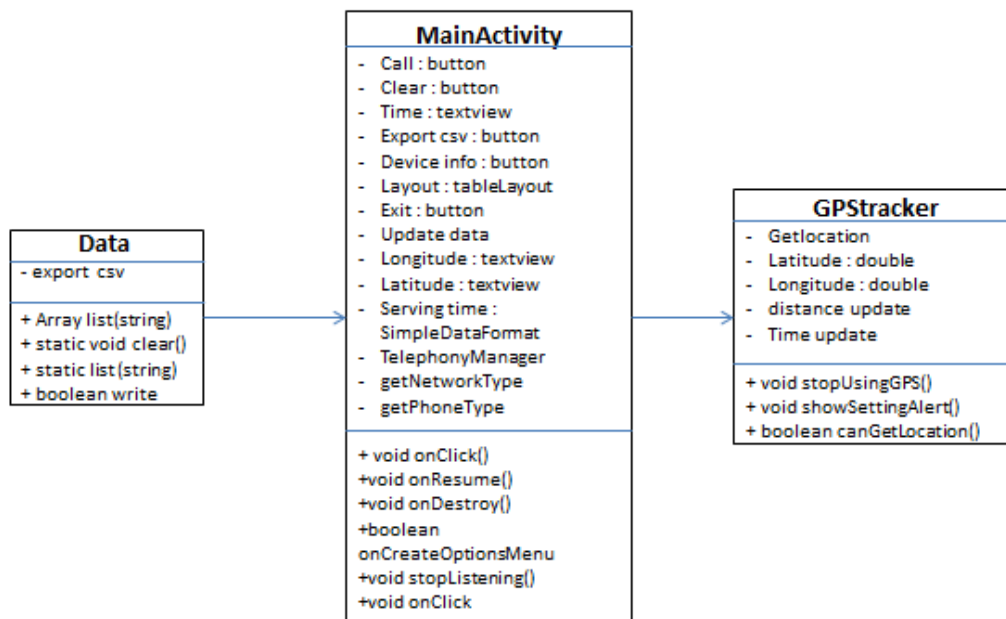 Data
- export csv
+ Array list(string)
+ static void clear()
+ static list(string)
+ boolean write
MainActivity
- Call : button
- Clear : button
- Time : textview
- Export csv : button
- Device info : button
- Layout : tableLayout
- Exit : button
- Update data
- Longitude : textview
- Latitude : textview
- Serving time :
SimpleDataFormat
- TelephonyManager
- getNetworkType
- getPhoneType
+ void onClick()
+void onResume()
+void onDestroy()
+boolean
onCreateOptionsMenu
+void stopListening()
+void onClick
GPStracker
- Getlocation
- Latitude : double
- Longitude : double
- distance update
- Time update
+ void stopUsingGPS()
+ void showSettingAlert()
+ boolean canGetLocation()